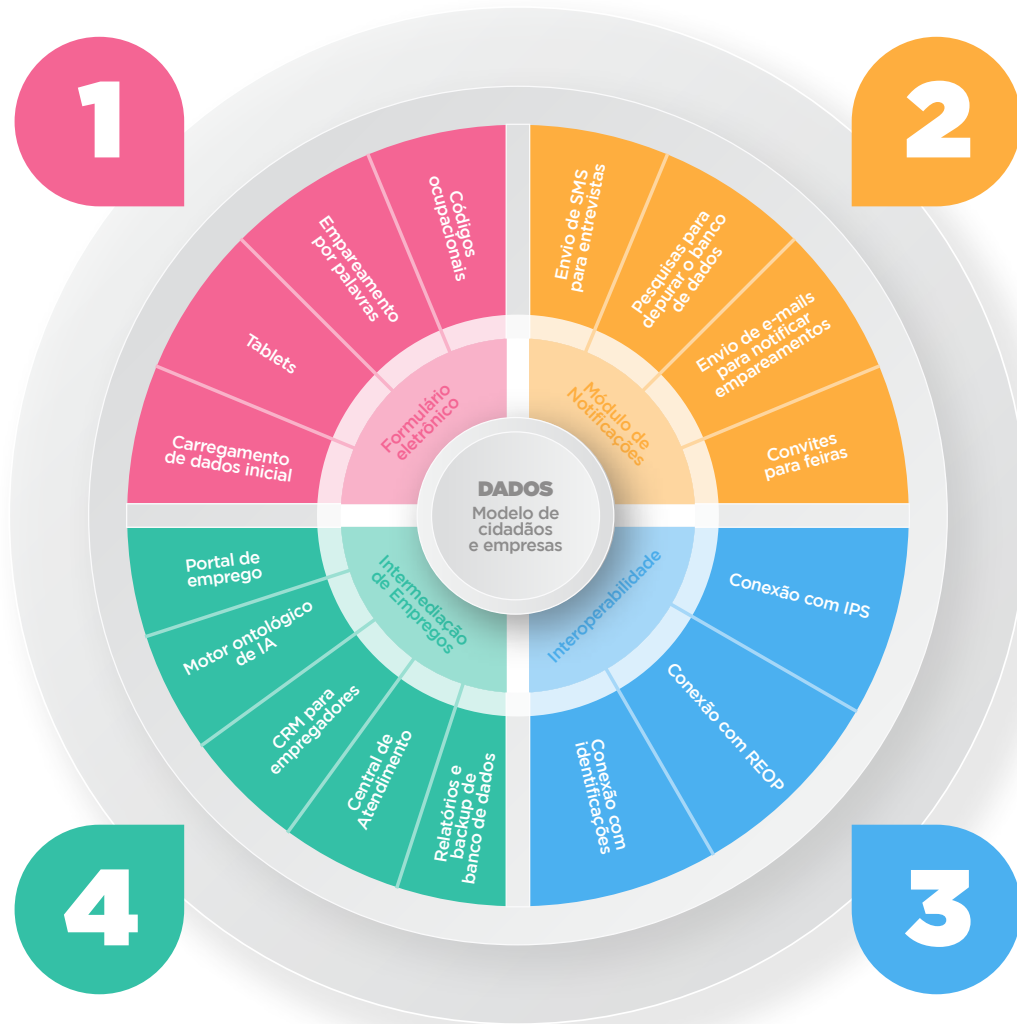 1
Códigos
ocupacionais
Empareamento
por palavras
Tablets
Carregamento
de dados inicial
Formulário
eletrônico
2
Envio de SMS
para entrevistas
Pesquisas para
depurar o banco
de dados
Envio de e-mails
para notificar
empareamentos
Convites
para feiras
Módulo de
Notificações
DADOS
Modelo de
cidadãos
e empresas
Interoperabilidade
Conexão com IPS
Conexão com REOP
Conexão com
identificações
3
Intermediação
de Empregos
Portal de
emprego
Motor ontológico
de IA
CRM para
empregadores
Central de
Atendimento
Relatórios e
backup de
banco de dados
4